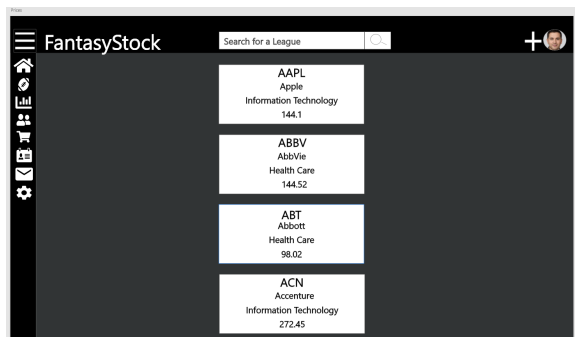 Prices
FantasyStock
Search for a League
AAPL
Apple
Information Technology
144.1
ABBV
AbbVie
Health Care
144.52
ABT
Abbott
Health Care
98.02
ACN
Accenture
Information Technology
272.45